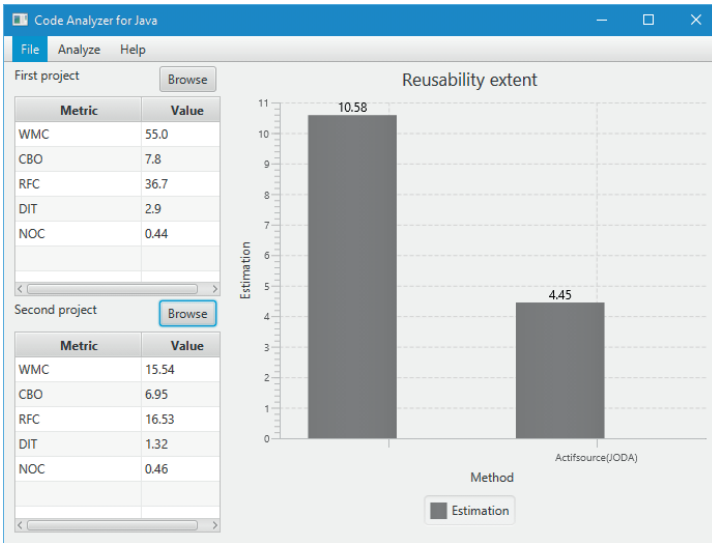 Code Analyzer for Java
File Analyze Help
First project Browse
Metric Value
WMC 55.0
CBO 7.8
RFC 36.7
DIT 2.9
NOC 0.44
Second project Browse
Metric Value
WMC 15.54
CBO 6.95
RFC 16.53
DIT 1.32
NOC 0.46
Reusability extent
11
10
9
8
7
6
5
4
3
2
1
0
Estimation
10.58
4.45
Actifsource(JODA)
Method
Estimation